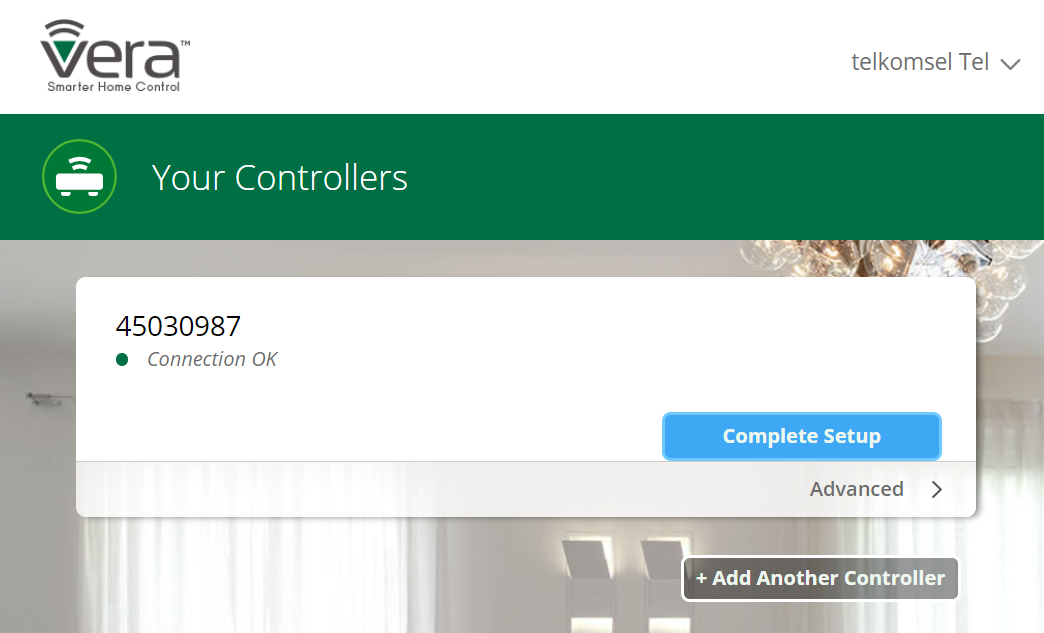 vera™
Smarter Home Control
telkomsel Tel
Your Controllers
45030987
Connection OK
Complete Setup
Advanced
+ Add Another Controller